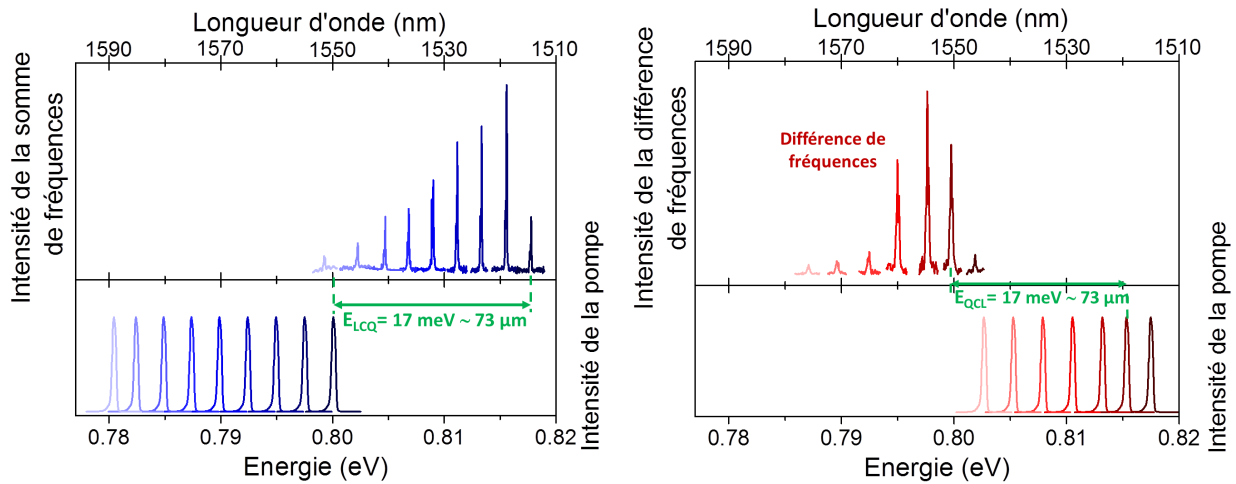 Longueur d'onde (nm)
1590 1570 1550 1530 1510
Intensité de la somme
de fréquences
Intensité de la pompe
E_LCQ= 17 meV ~ 73 µm
0.78 0.79 0.80 0.81 0.82
Energie (eV)
Longueur d'onde (nm)
1590 1570 1550 1530 1510
Intensité de la différence
de fréquences
Différence de
fréquences
Intensité de la pompe
E_QCL= 17 meV ~ 73 µm
0.78 0.79 0.80 0.81 0.82
Energie (eV)